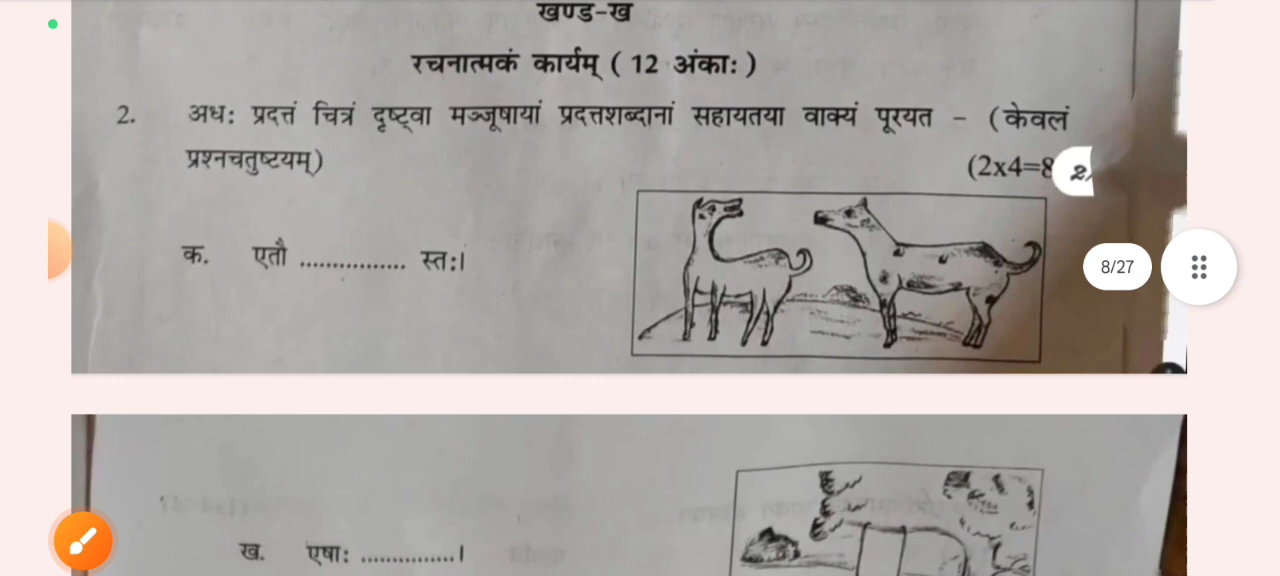 खण्ड-ख
रचनात्मकं कार्यम् ( 12 अंकाः )
2. अधः प्रदत्तं चित्रं दृष्ट्वा मञ्जूषायां प्रदत्तशब्दानां सहायतया वाक्यं पूरयत - (केवलं
प्रश्नचतुष्टयम्) (2x4=8
2
क. एतौ ................ स्तः।
8/27
ख. एषाः ..............।